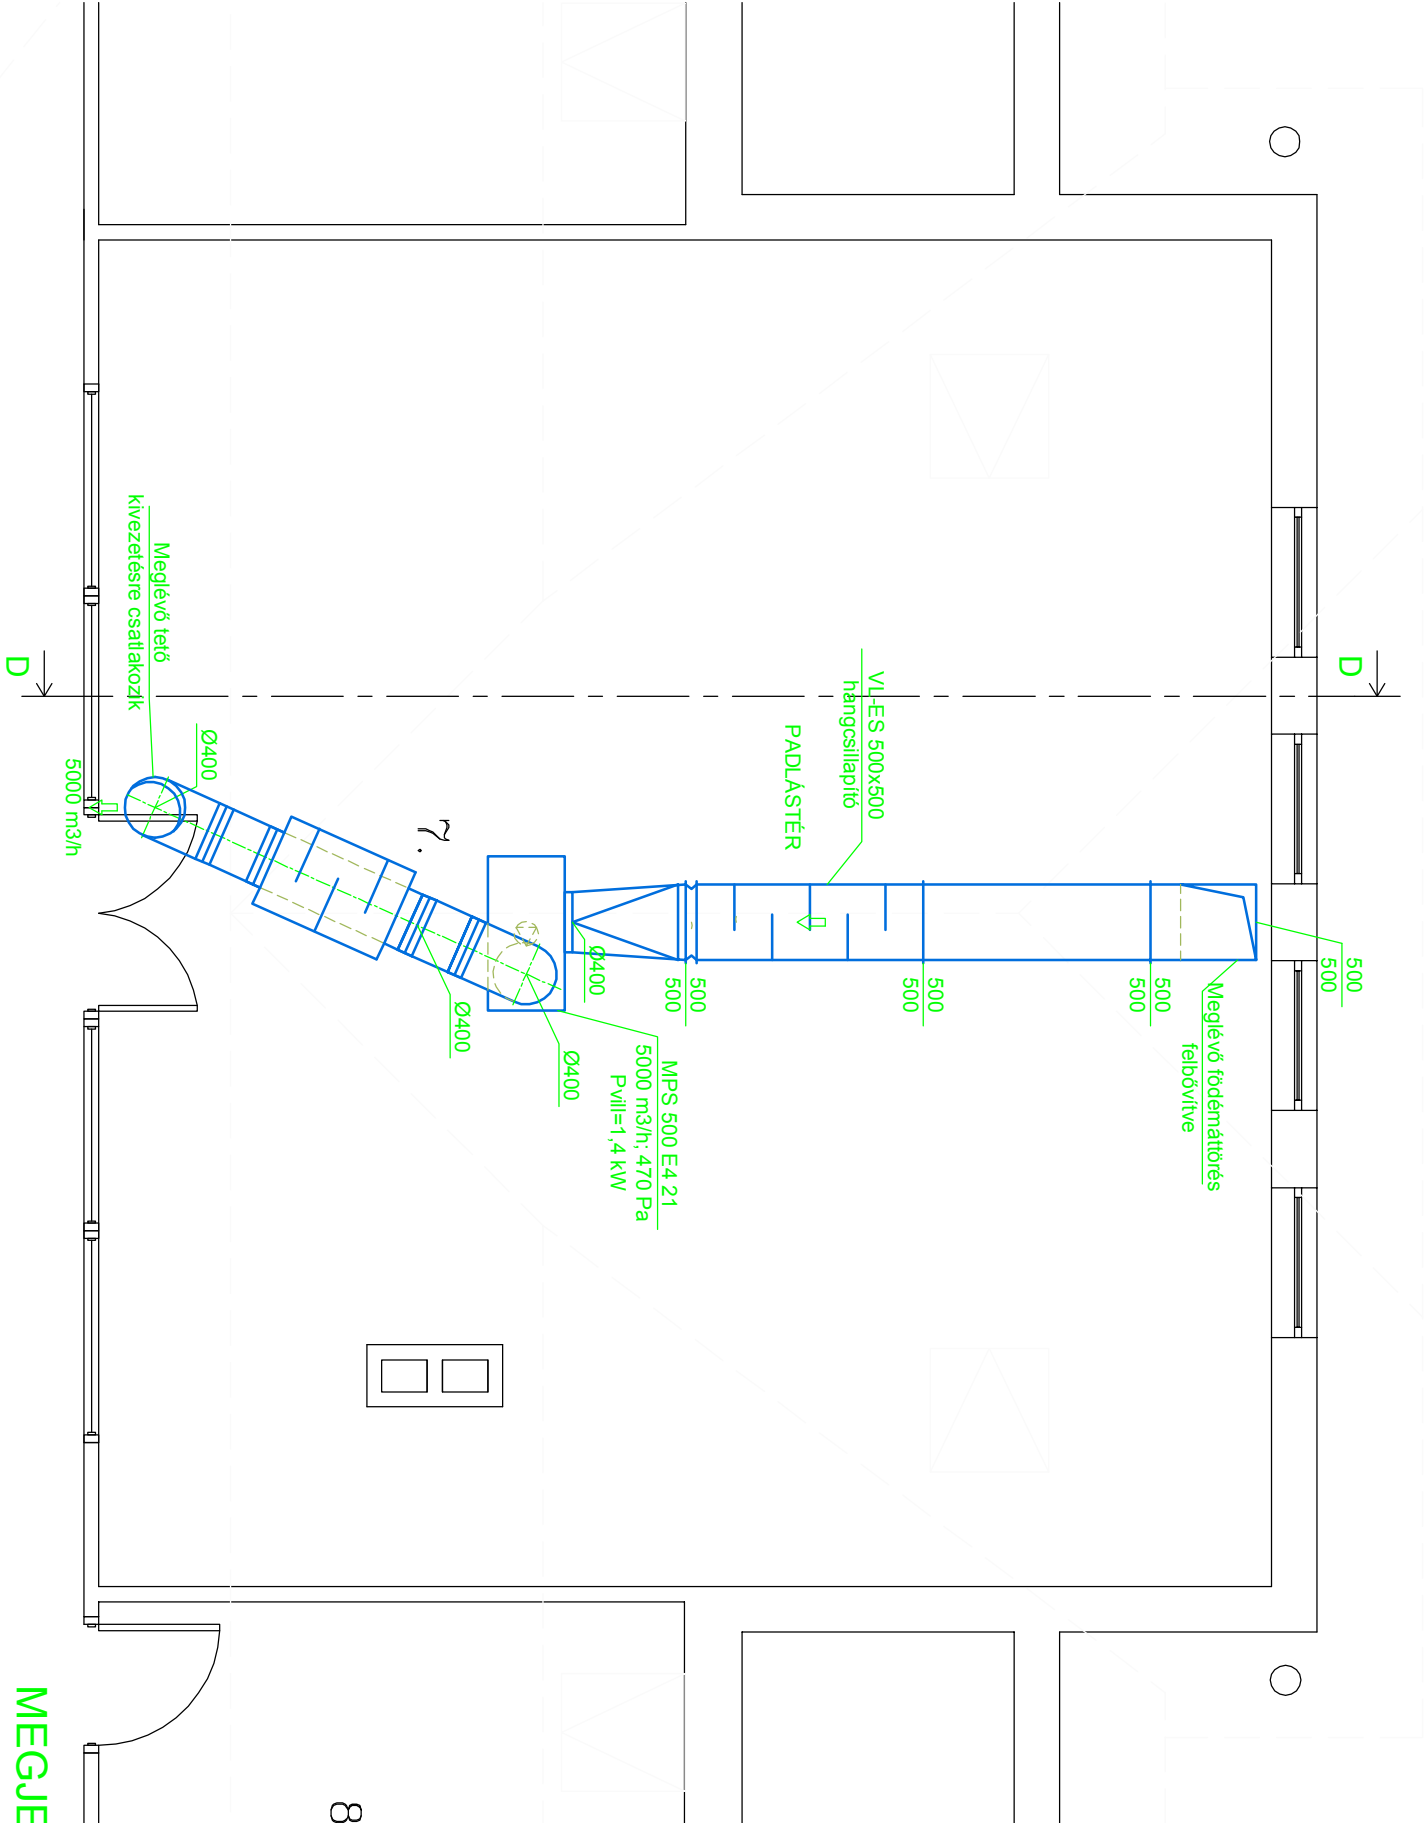 D
D
500
500
Meglévő födémáttörés
felbővítve
500
500
500
500
VL-ES 500x500
hangcsillapító
PADLÁSTÉR
500
500
MPS 500 E4 21
5000 m3/h; 470 Pa
Pvill=1,4 kW
Ø400
Ø400
Ø400
Ø400
7.
Meglévő tető
kivezetésre csatlakozik
5000 m3/h
8
MEGJE